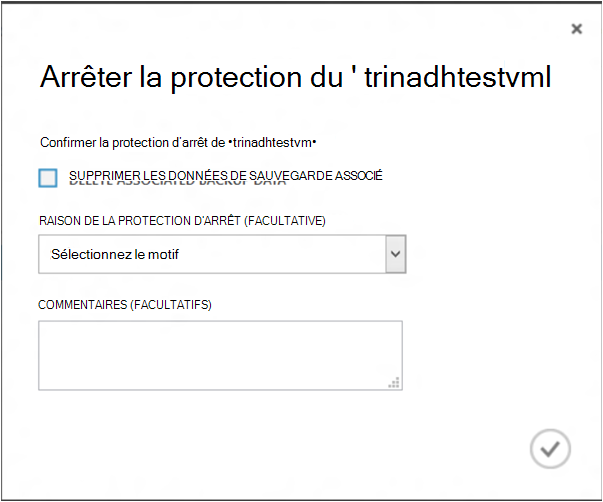 Arrêter la protection du ' trinadhtestvml
Confirmer la protection d'arrêt de •trinadhtestvm•
SUPPRIMER LES DONNÉES DE SAUVEGARDE ASSOCIÉ
DELETE ASSOCIATED BACKUP DATA
RAISON DE LA PROTECTION D'ARRÊT (FACULTATIVE)
Sélectionnez le motif
COMMENTAIRES (FACULTATIFS)